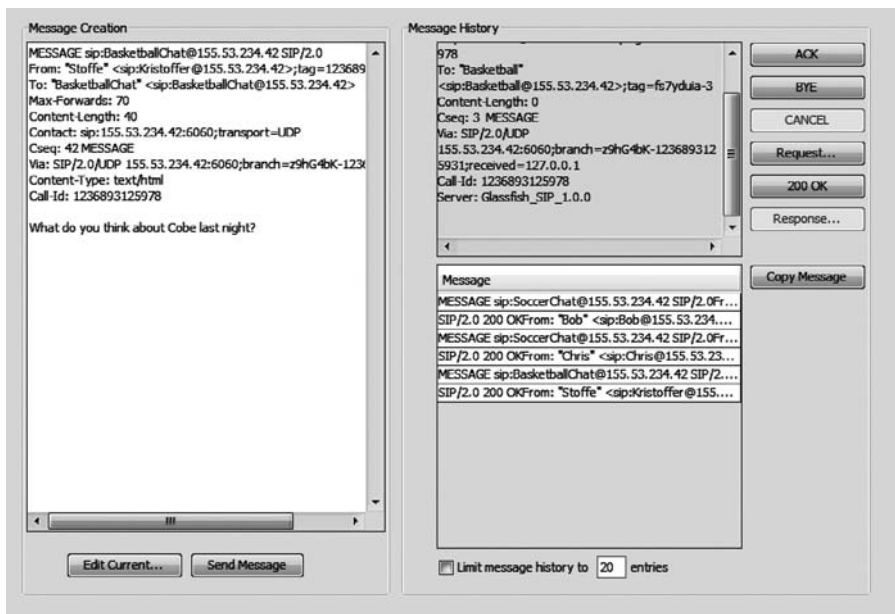 Message Creation
MESSAGE sip:BasketballChat@155.53.234.42 SIP/2.0
From: "Stoffe" <sip:Kristoffer@155.53.234.42>;tag=123689
To: "BasketballChat" <sip:BasketballChat@155.53.234.42>
Max-Forwards: 70
Content-Length: 40
Contact: sip:155.53.234.42:6060;transport=UDP
Cseq: 42 MESSAGE
Via: SIP/2.0/UDP 155.53.234.42:6060;branch=z9hG4bK-1236
Content-Type: text/html
Call-Id: 1236893125978
What do you think about Cobe last night?
Edit Current...
Send Message
Message History
978
To: "Basketball"
<sip:Basketball@155.53.234.42>;tag=fs7yduia-3
Content-Length: 0
Cseq: 3 MESSAGE
Via: SIP/2.0/UDP
155.53.234.42:6060;branch=z9hG4bK-123689312
5931;received=127.0.0.1
Call-Id: 1236893125978
Server: Glassfish_SIP_1.0.0
Message
MESSAGE sip:SoccerChat@155.53.234.42 SIP/2.0Fr...
SIP/2.0 200 OKFrom: "Bob" <sip:Bob@155.53.234....
MESSAGE sip:SoccerChat@155.53.234.42 SIP/2.0Fr...
SIP/2.0 200 OKFrom: "Chris" <sip:Chris@155.53.23...
MESSAGE sip:BasketballChat@155.53.234.42 SIP/2....
SIP/2.0 200 OKFrom: "Stoffe" <sip:Kristoffer@155....
Limit message history to 20 entries
ACK
BYE
CANCEL
Request...
200 OK
Response...
Copy Message